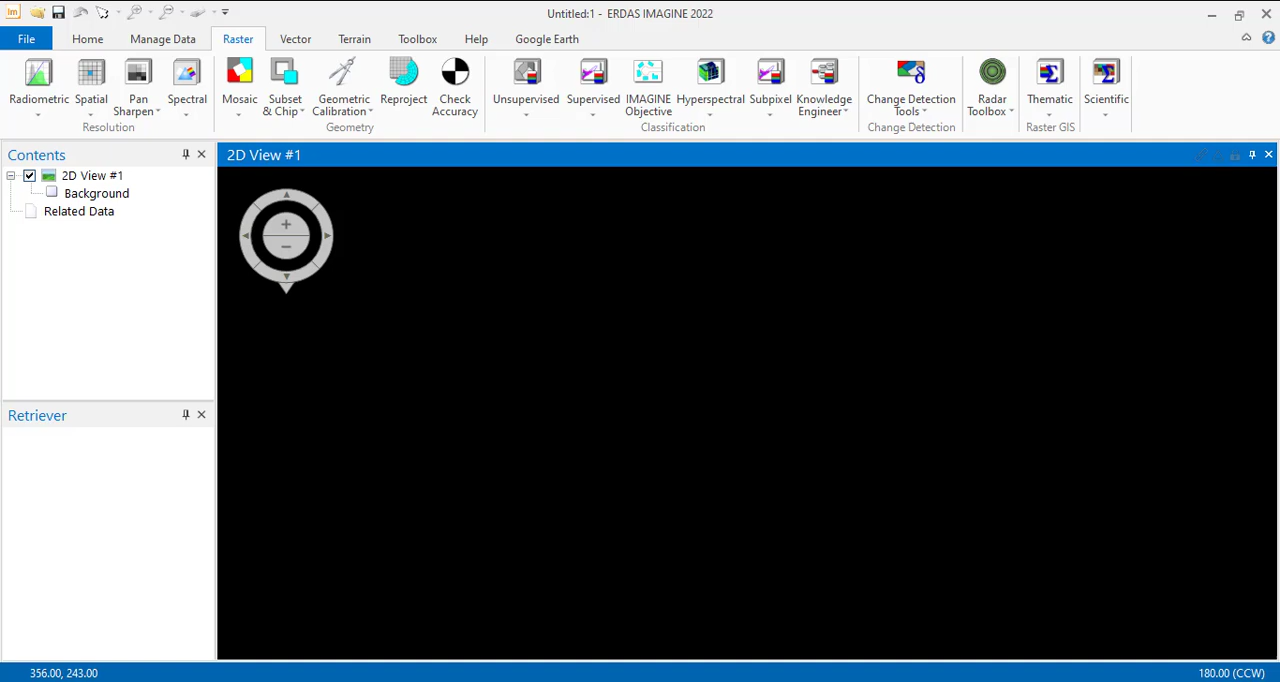 Untitled:1 - ERDAS IMAGINE 2022
File Home Manage Data Raster Vector Terrain Toolbox Help Google Earth
Radiometric Spatial Pan Sharpen Spectral Mosaic Subset & Chip Geometric Calibration Reproject Check Accuracy Unsupervised Supervised IMAGINE Objective Hyperspectral Subpixel Knowledge Engineer Change Detection Tools Radar Toolbox Thematic Scientific
Resolution Geometry Classification Change Detection Raster GIS
Contents
2D View #1
Background
Related Data
Retriever
2D View #1
356.00, 243.00
180.00 (CCW)